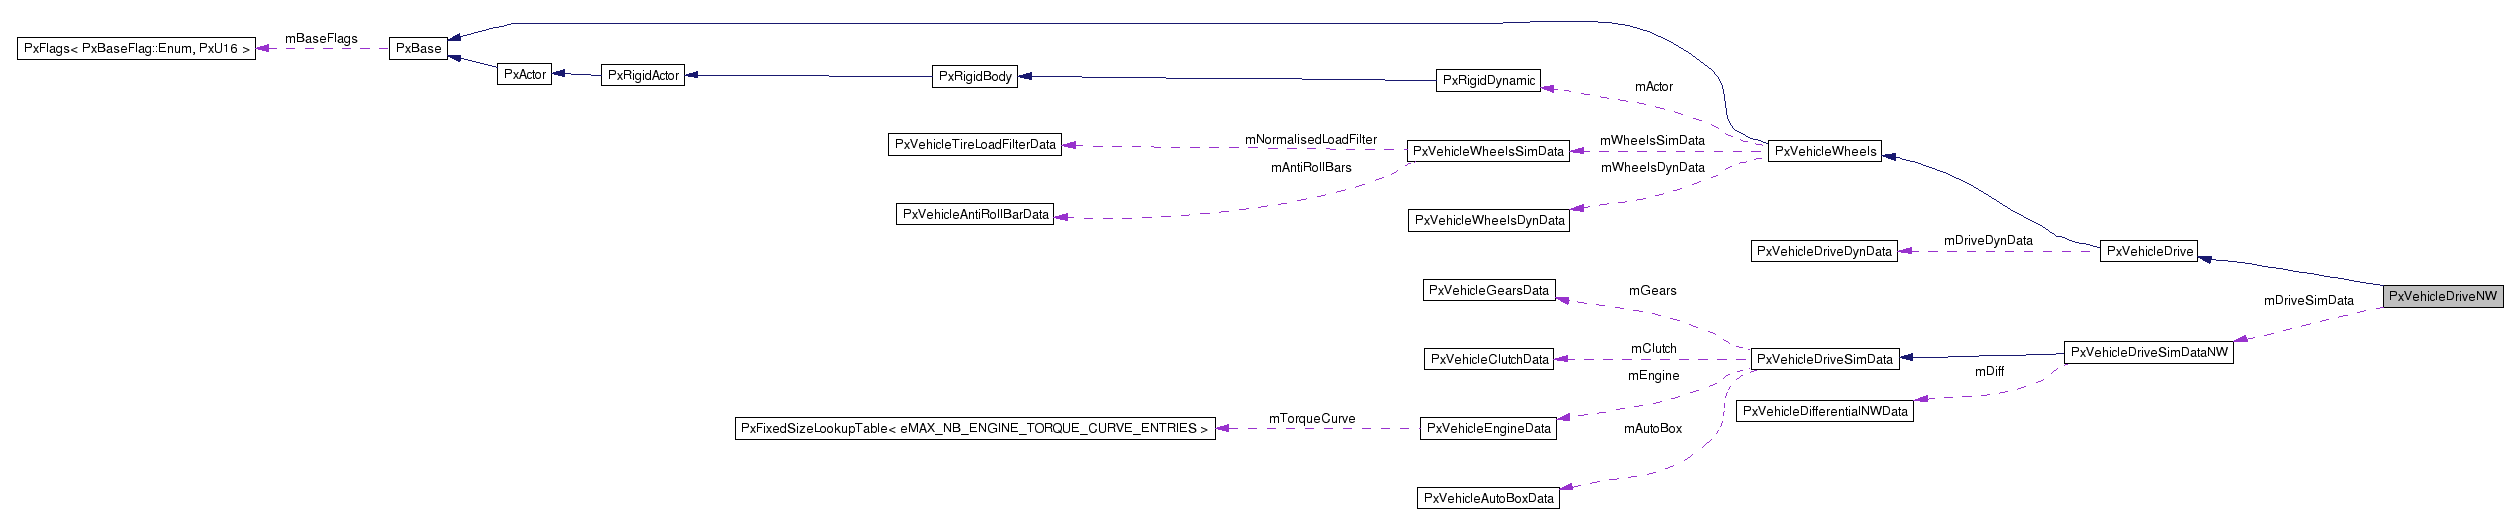 PxFlags< PxBaseFlag::Enum, PxU16 >
mBaseFlags
PxBase
PxActor
PxRigidActor
PxRigidBody
PxRigidDynamic
mActor
PxVehicleTireLoadFilterData
mNormalisedLoadFilter
PxVehicleWheelsSimData
mWheelsSimData
PxVehicleWheels
mAntiRollBars
mWheelsDynData
PxVehicleAntiRollBarData
PxVehicleWheelsDynData
PxVehicleDriveDynData
mDriveDynData
PxVehicleDrive
PxVehicleGearsData
mGears
mDriveSimData
PxVehicleDriveNW
PxVehicleClutchData
mClutch
PxVehicleDriveSimData
PxVehicleDriveSimDataNW
mEngine
mDiff
PxVehicleDifferentialNWData
PxFixedSizeLookupTable< eMAX_NB_ENGINE_TORQUE_CURVE_ENTRIES >
mTorqueCurve
PxVehicleEngineData
mAutoBox
PxVehicleAutoBoxData